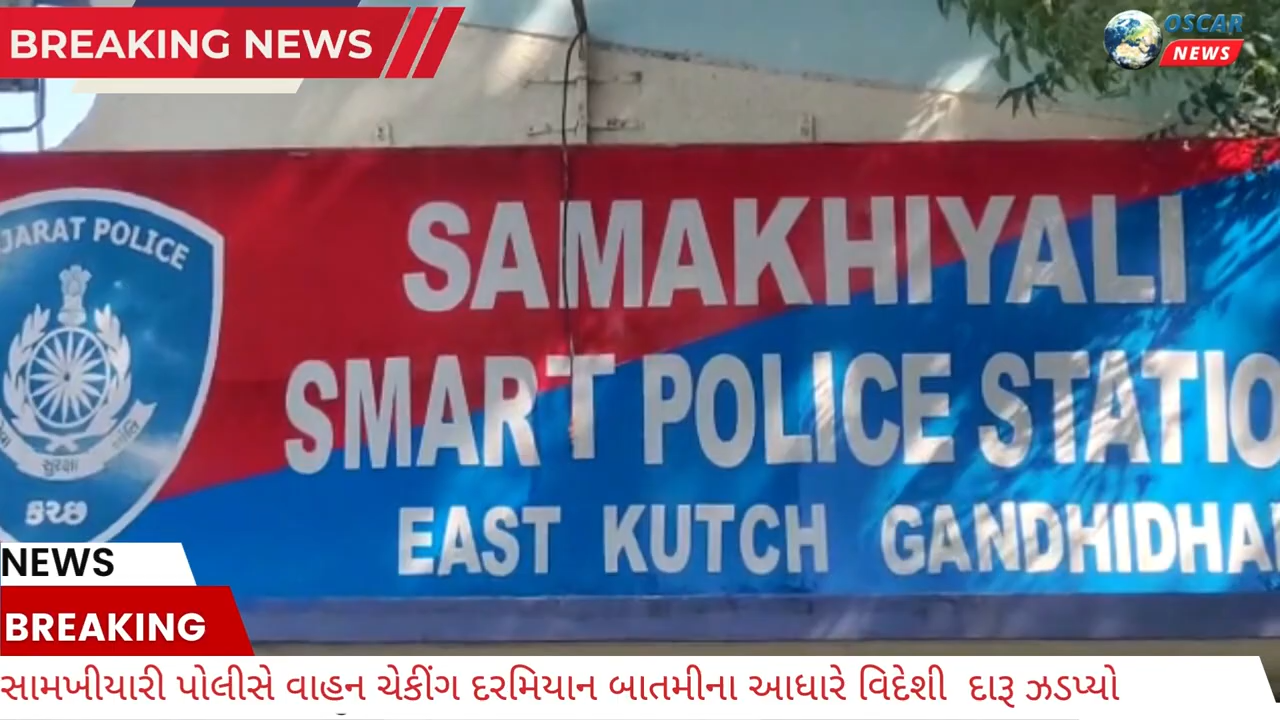 BREAKING NEWS
OSCAR
NEWS
JARAT POLICE
SAMAKHIYALI
SMART POLICE STATIO
EAST KUTCH GANDHIDHA
શાંતિ
સુરક્ષા
કચ્છ
NEWS
BREAKING
સામખીયારી પોલીસે વાહન ચેકીંગ દરમિયાન બાતમીના આધારે વિદેશી દારૂ ઝડપ્યો